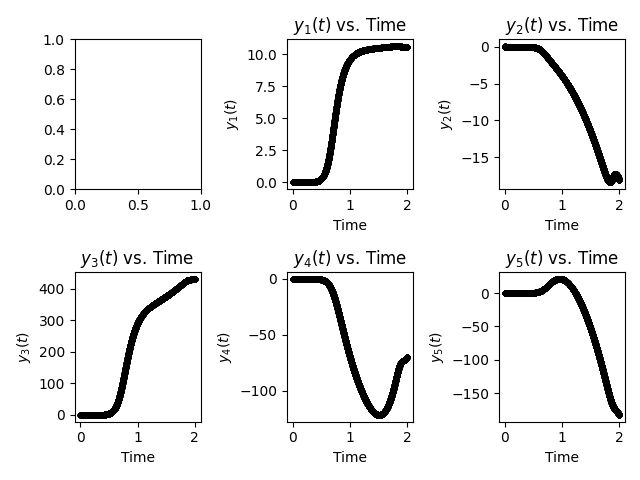 y₁(t) vs. Time
y₂(t) vs. Time
1.0
0.8
0.6
0.4
0.2
0.0
0.0 0.5 1.0
y₁(t)
10.0
7.5
5.0
2.5
0.0
0 1 2
Time
y₂(t)
0
−5
−10
−15
0 1 2
Time
y₃(t) vs. Time
y₄(t) vs. Time
y₅(t) vs. Time
y₃(t)
400
300
200
100
0
0 1 2
Time
y₄(t)
0
−50
−100
0 1 2
Time
y₅(t)
0
−50
−100
−150
0 1 2
Time